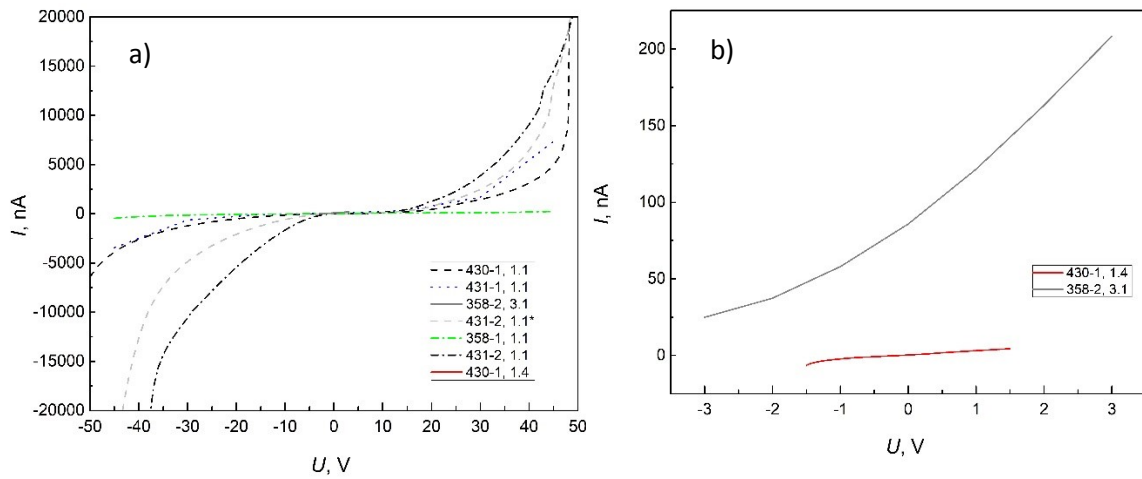 a)
20000
15000
10000
5000
0
-5000
-10000
-15000
-20000
I, nA
-50 -40 -30 -20 -10 0 10 20 30 40 50
U, V
430-1, 1.1
431-1, 1.1
358-2, 3.1
431-2, 1.1*
358-1, 1.1
431-2, 1.1
430-1, 1.4
b)
200
150
100
50
0
I, nA
-3 -2 -1 0 1 2 3
U, V
430-1, 1.4
358-2, 3.1